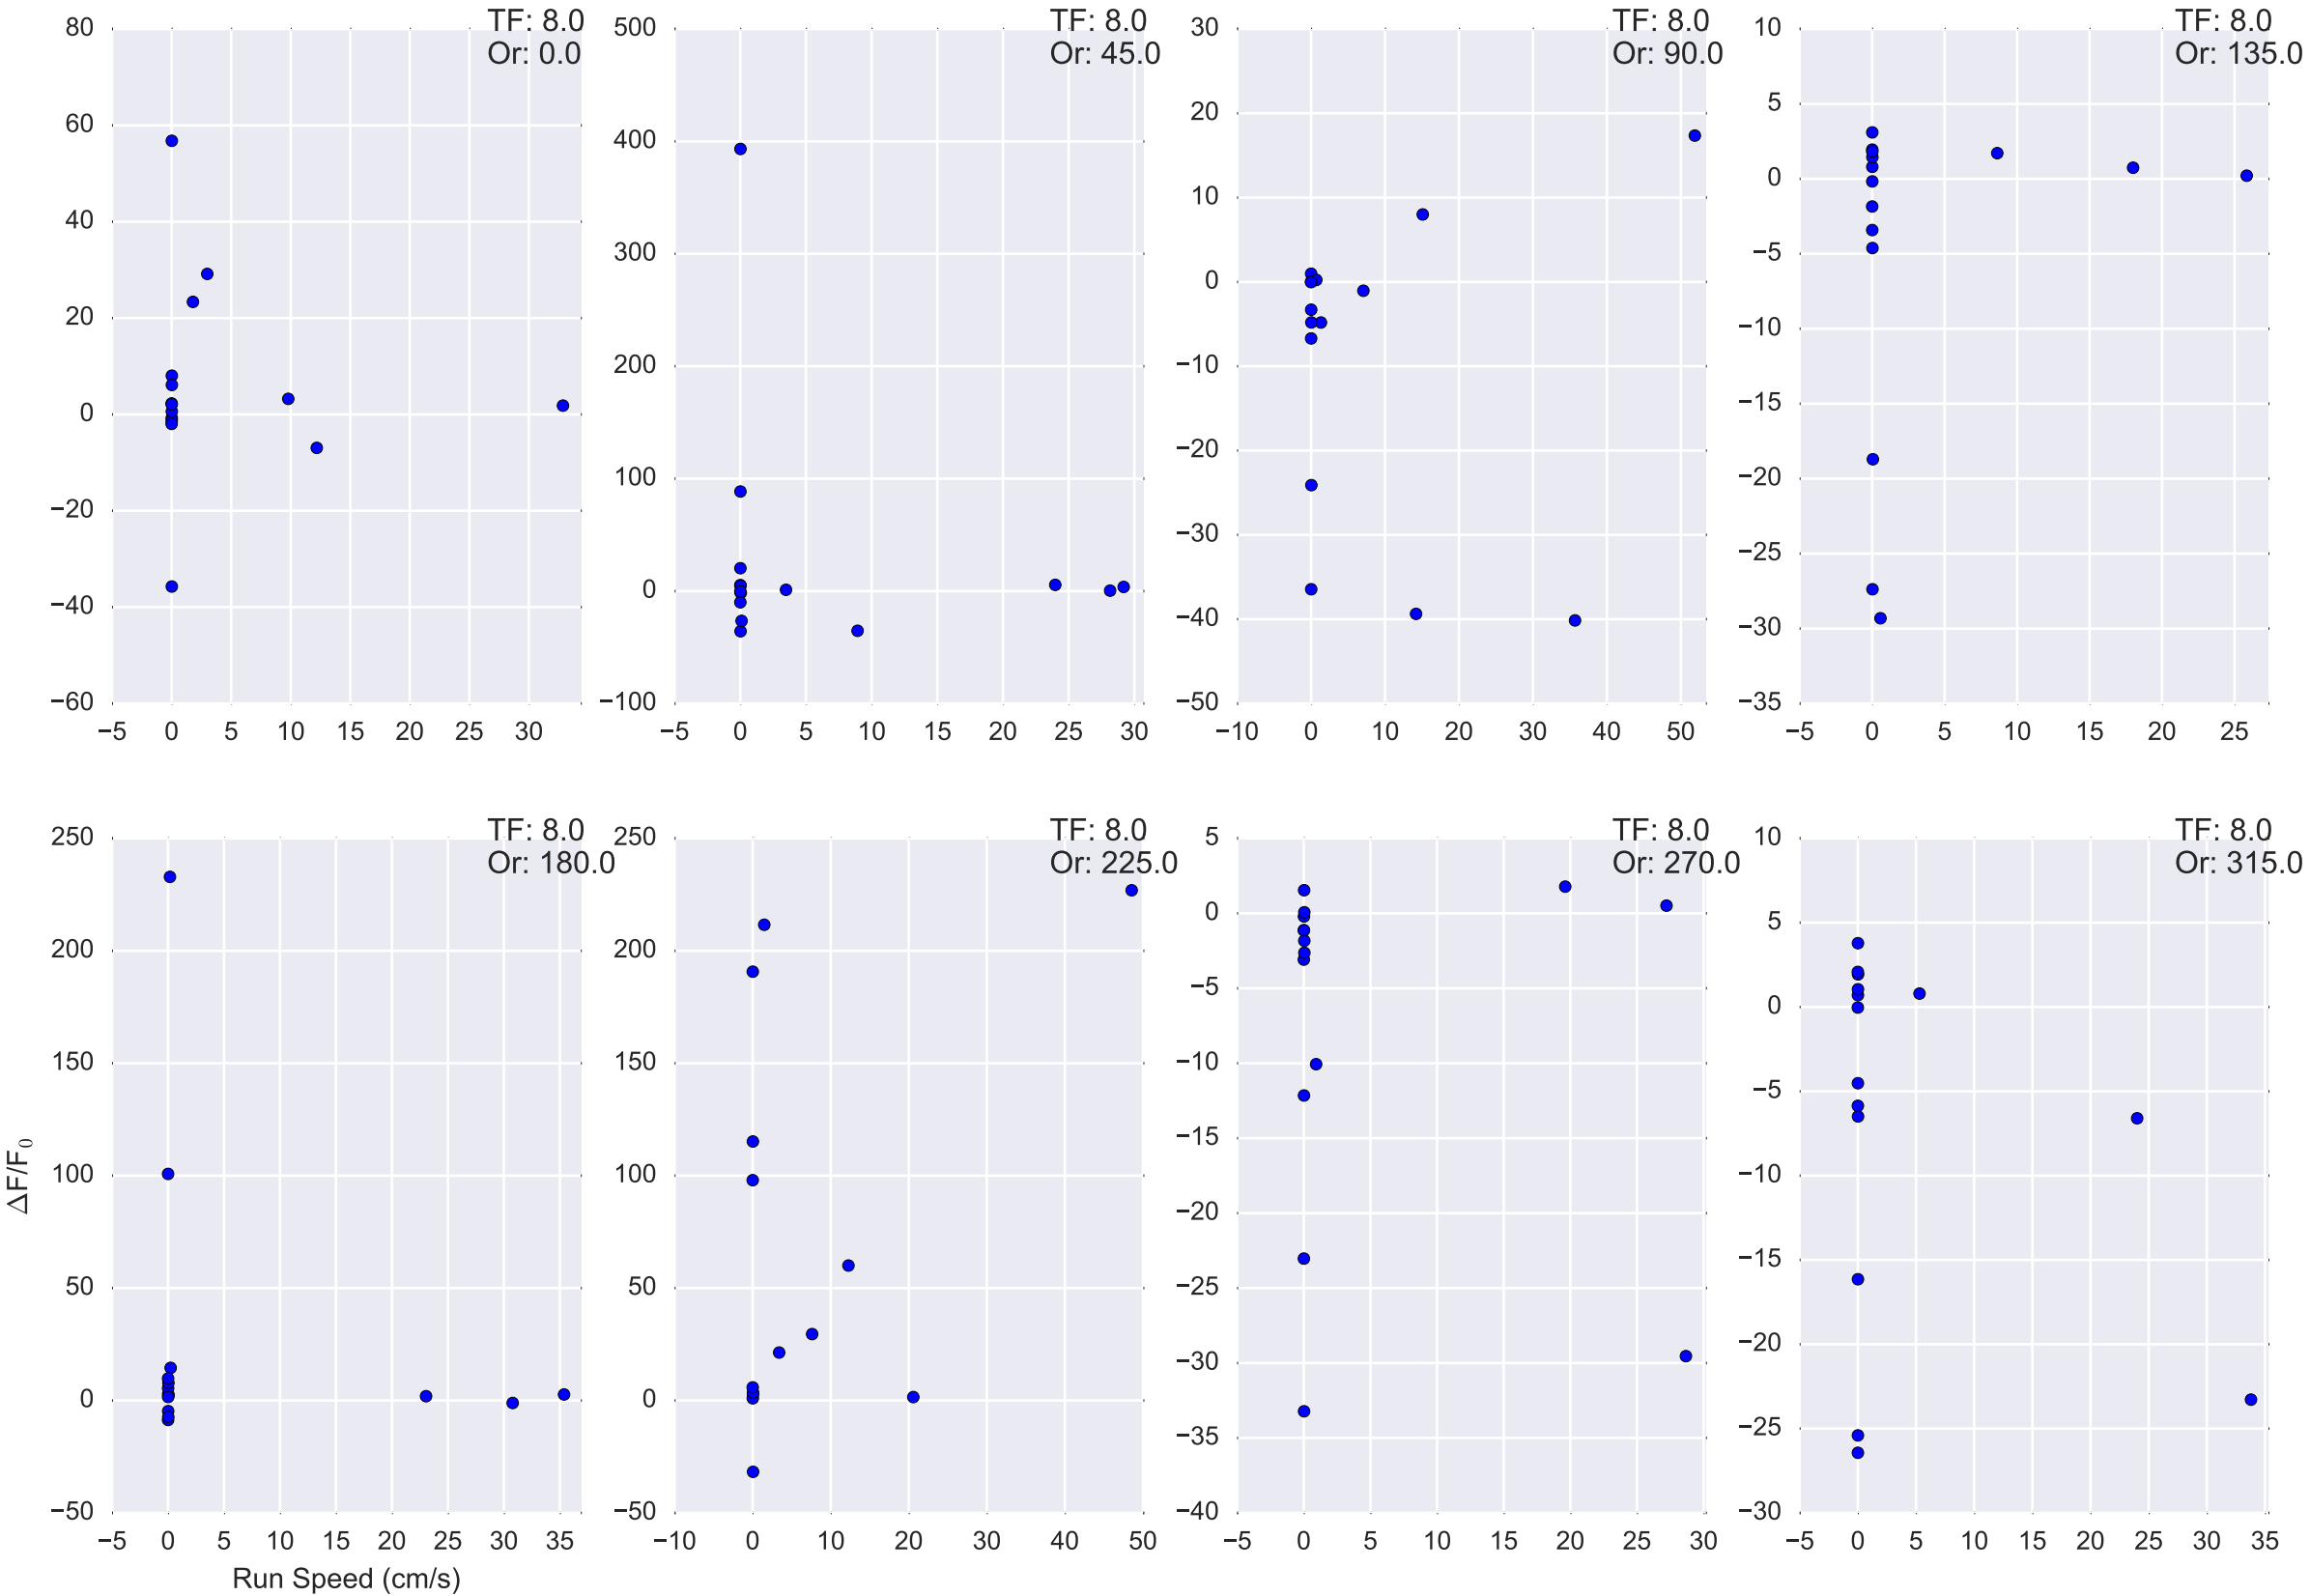 TF: 8.0
Or: 0.0
80
60
40
20
0
−20
−40
−60
−5 0 5 10 15 20 25 30
TF: 8.0
Or: 45.0
500
400
300
200
100
0
−100
−5 0 5 10 15 20 25 30
TF: 8.0
Or: 90.0
30
20
10
0
−10
−20
−30
−40
−50
−10 0 10 20 30 40 50
TF: 8.0
Or: 135.0
10
5
0
−5
−10
−15
−20
−25
−30
−35
−5 0 5 10 15 20 25
TF: 8.0
Or: 180.0
250
200
150
100
50
0
−50
−5 0 5 10 15 20 25 30 35
ΔF/F₀
Run Speed (cm/s)
TF: 8.0
Or: 225.0
250
200
150
100
50
0
−50
−10 0 10 20 30 40 50
TF: 8.0
Or: 270.0
5
0
−5
−10
−15
−20
−25
−30
−35
−40
−5 0 5 10 15 20 25 30
TF: 8.0
Or: 315.0
10
5
0
−5
−10
−15
−20
−25
−30
−5 0 5 10 15 20 25 30 35